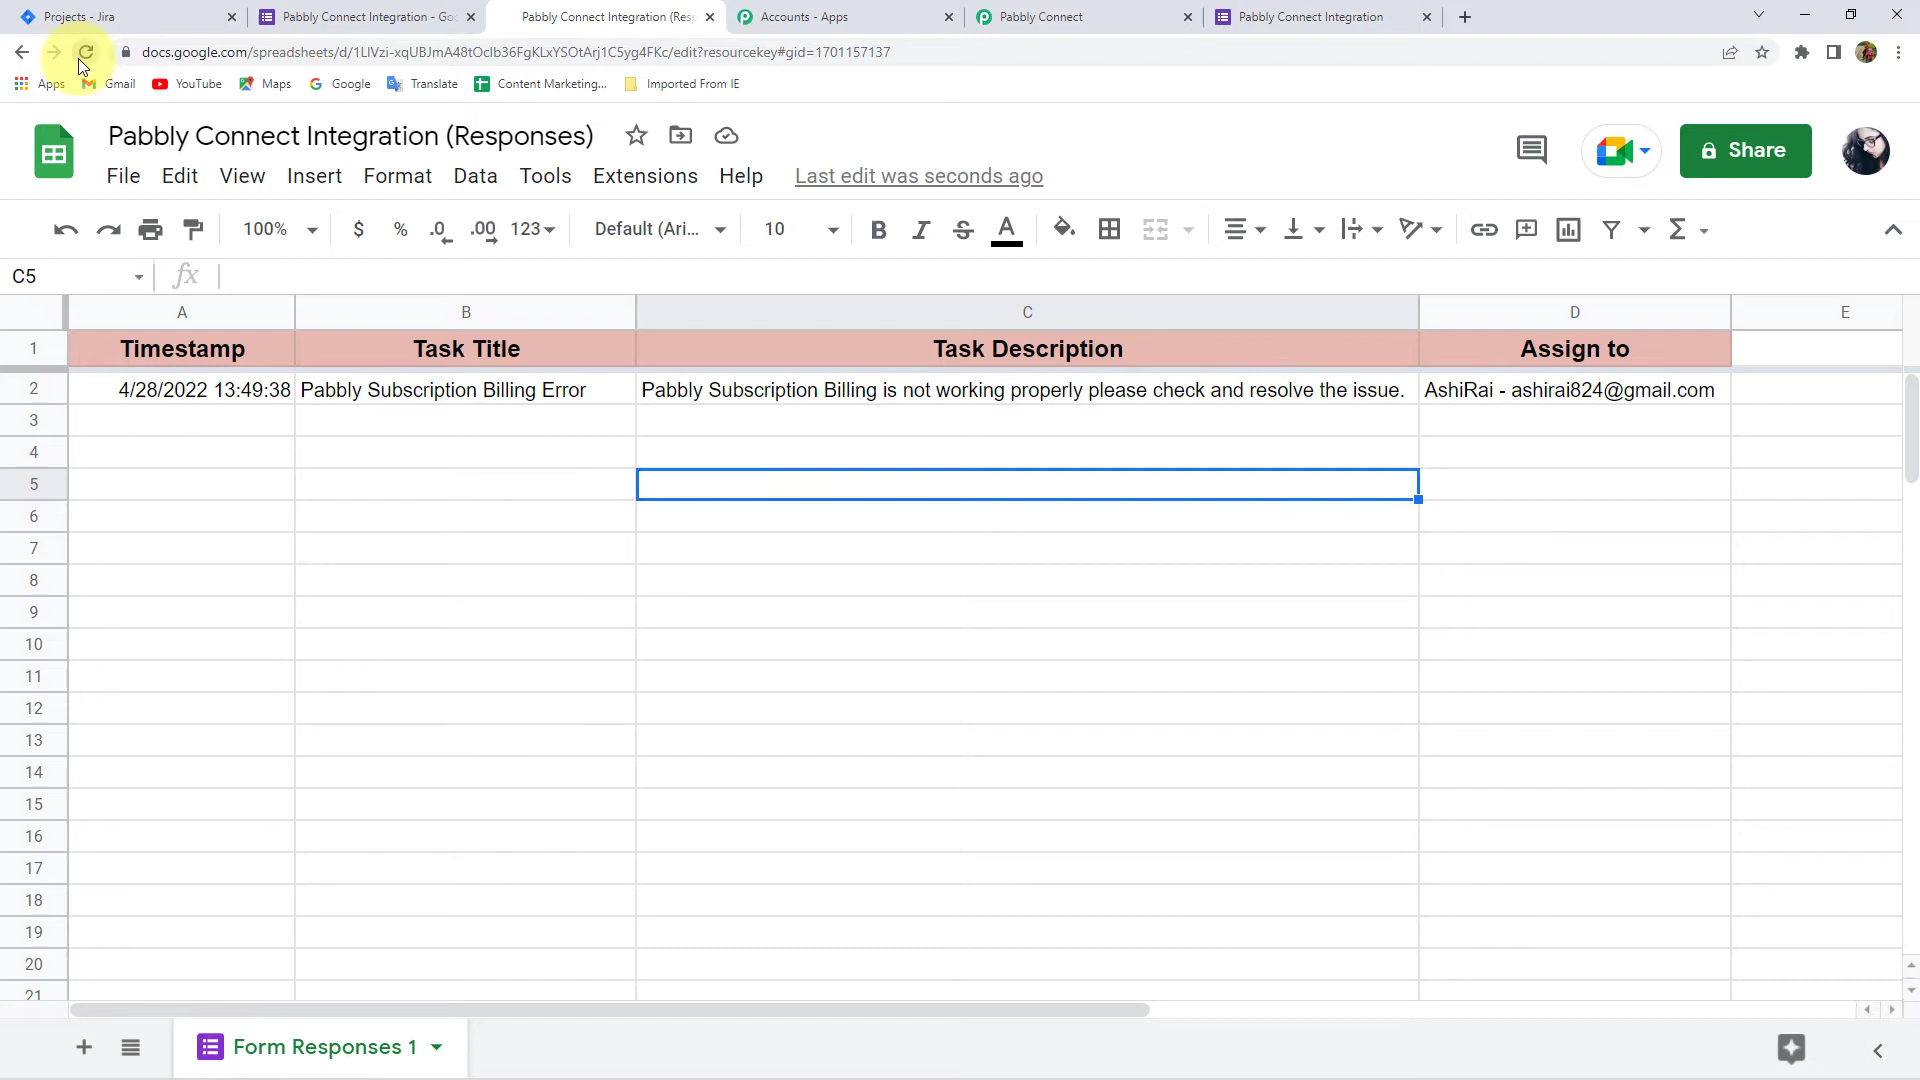 Projects - Jira
Pabbly Connect Integration - Goo
Pabbly Connect Integration (Resp
Accounts - Apps
Pabbly Connect
Pabbly Connect Integration
docs.google.com/spreadsheets/d/1LlVzi-xqUBJmA48tOclb36FgKLxYSOtArj1C5yg4FKc/edit?resourcekey#gid=1701157137
Apps
Gmail
YouTube
Maps
Google
Translate
Content Marketing...
Imported From IE
Pabbly Connect Integration (Responses)
Share
File Edit View Insert Format Data Tools Extensions Help Last edit was seconds ago
100% $ % .0 .00 123 Default (Ari... 10 B I S A
C5 fx
A B C D E
1 Timestamp Task Title Task Description Assign to
2 4/28/2022 13:49:38 Pabbly Subscription Billing Error Pabbly Subscription Billing is not working properly please check and resolve the issue. AshiRai - ashirai824@gmail.com
3
4
5
6
7
8
9
10
11
12
13
14
15
16
17
18
19
20
21
Form Responses 1